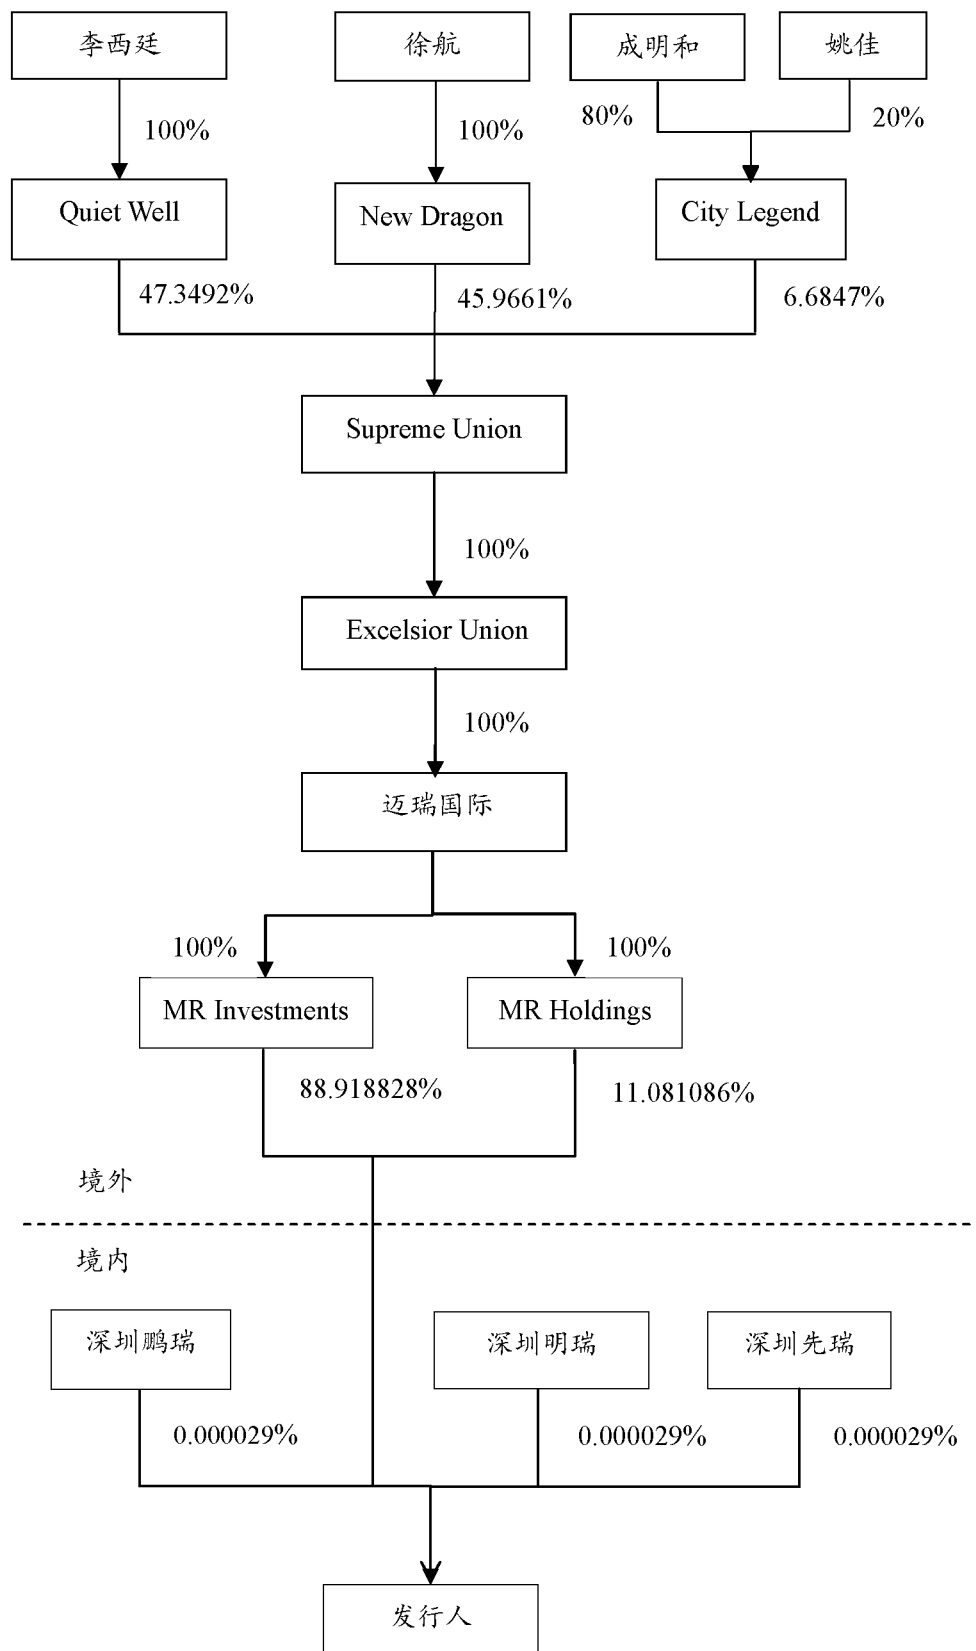 李西廷
徐航
成明和
姚佳
100%
100%
80%
20%
Quiet Well
New Dragon
City Legend
47.3492%
45.9661%
6.6847%
Supreme Union
100%
Excelsior Union
100%
迈瑞国际
100%
100%
MR Investments
MR Holdings
88.918828%
11.081086%
境外
境内
深圳鹏瑞
深圳明瑞
深圳先瑞
0.000029%
0.000029%
0.000029%
发行人